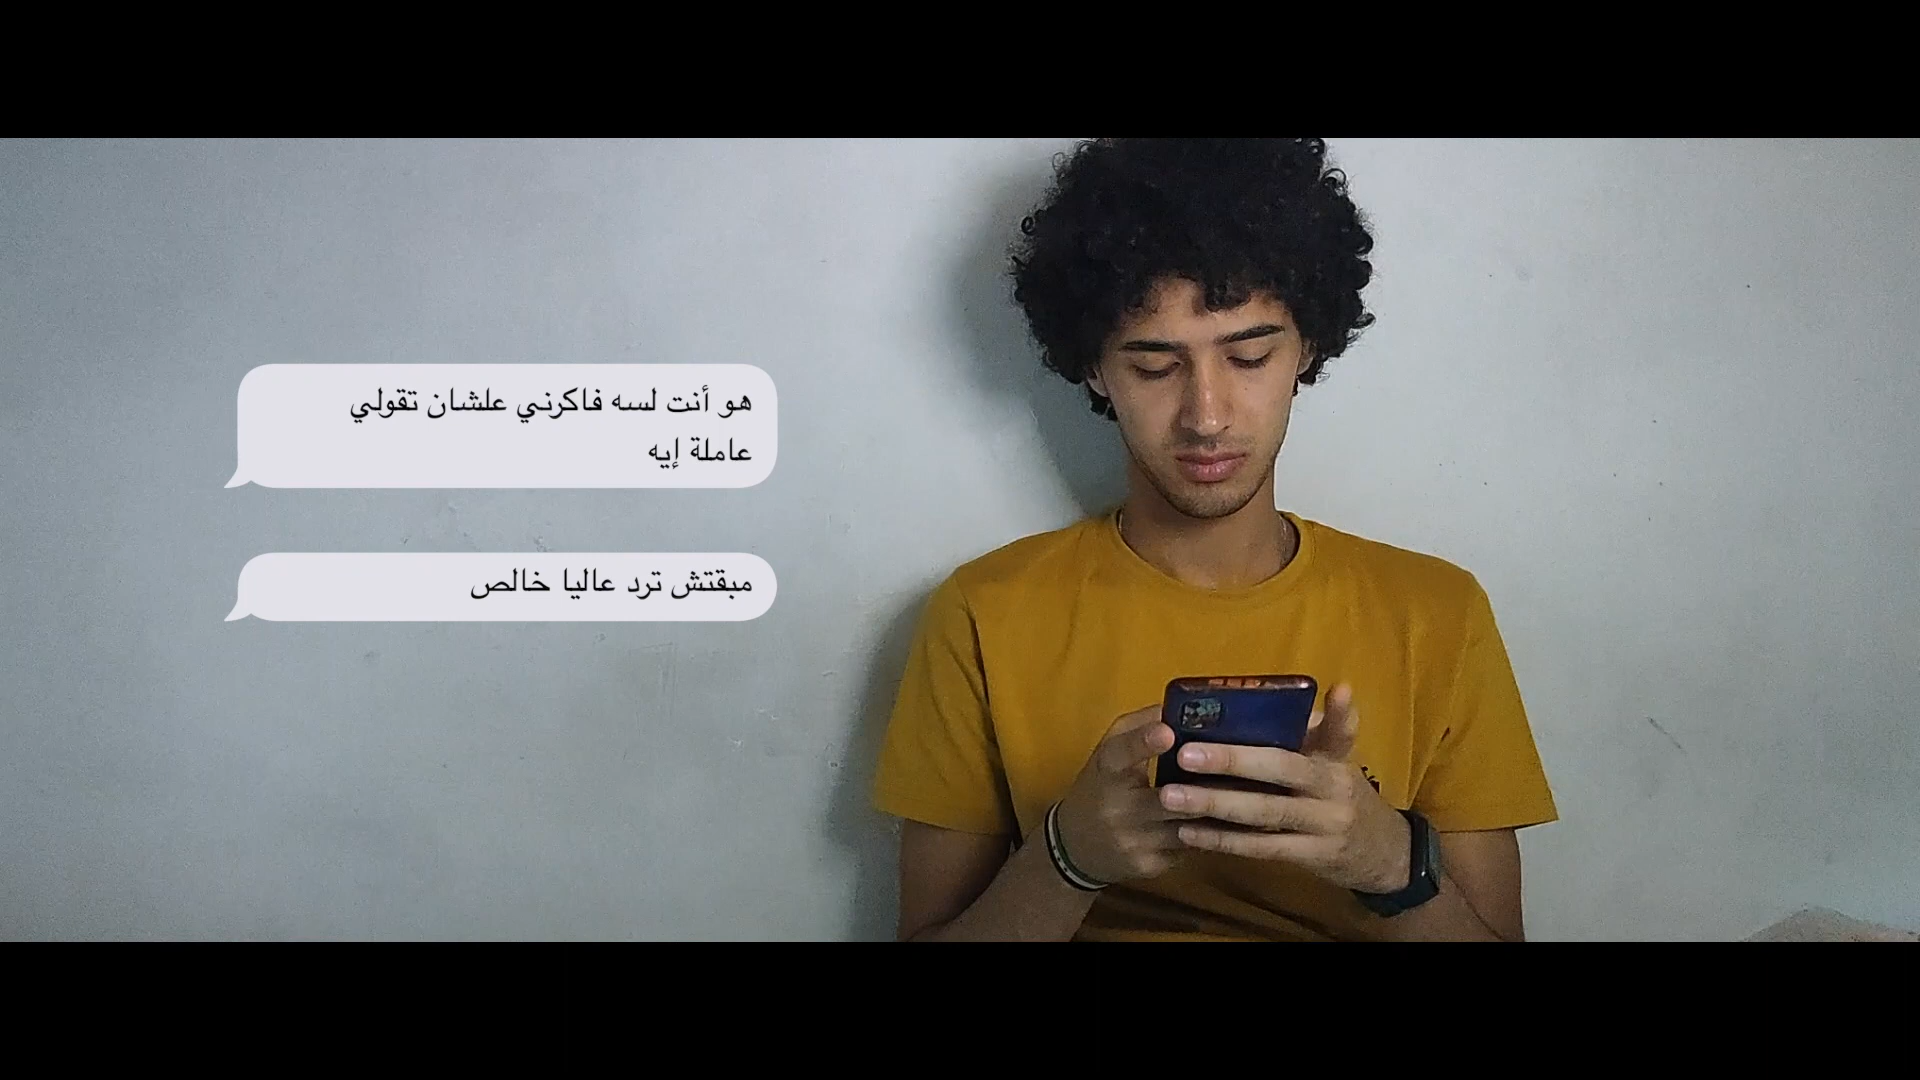 هو أنت لسه فاكرني علشان تقولي
عاملة إيه
مبقتش ترد عاليا خالص